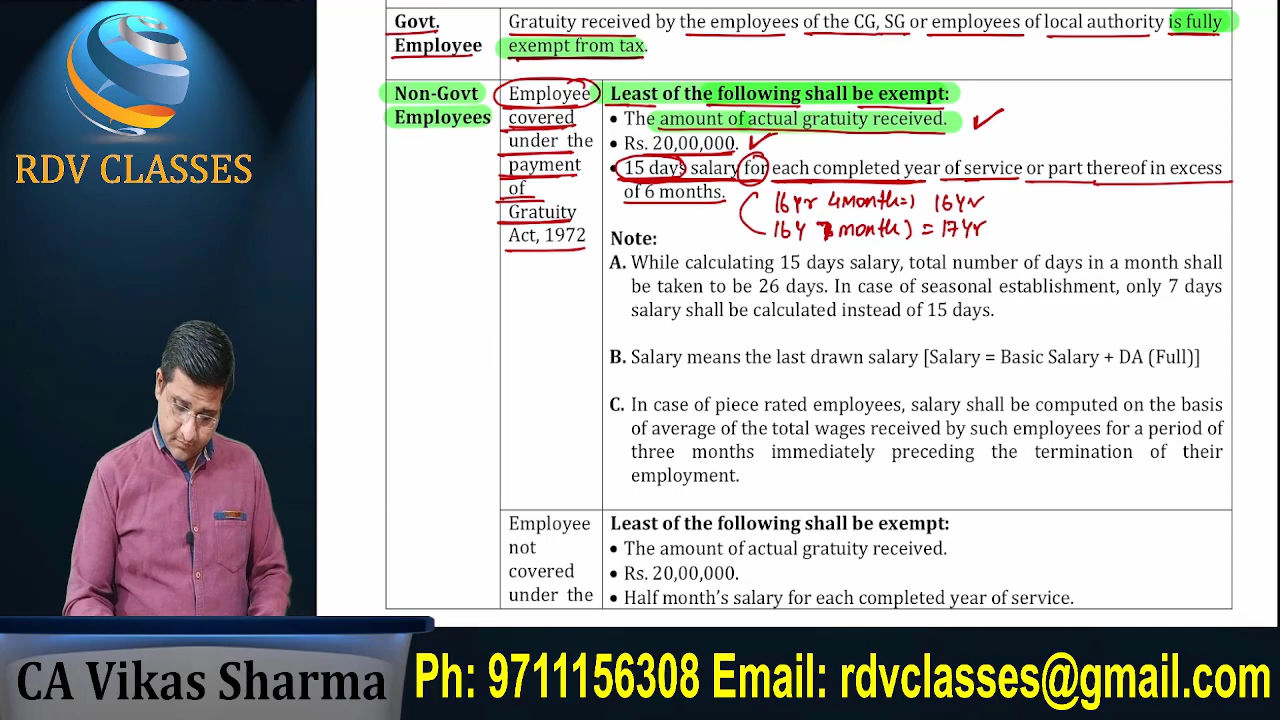 Govt. Employee
Gratuity received by the employees of the CG, SG or employees of local authority is fully
exempt from tax.
RDV CLASSES
Non-Govt Employees
Employee
covered
under the
payment
of
Gratuity
Act, 1972
Least of the following shall be exempt:
• The amount of actual gratuity received.
• Rs. 20,00,000.
• 15 days salary for each completed year of service or part thereof in excess
of 6 months.
16 yr 4 month =) 16 yr
16 y month ) = 17 yr
Note:
A. While calculating 15 days salary, total number of days in a month shall
be taken to be 26 days. In case of seasonal establishment, only 7 days
salary shall be calculated instead of 15 days.
B. Salary means the last drawn salary [Salary = Basic Salary + DA (Full)]
C. In case of piece rated employees, salary shall be computed on the basis
of average of the total wages received by such employees for a period of
three months immediately preceding the termination of their
employment.
Employee
not
covered
under the
Least of the following shall be exempt:
• The amount of actual gratuity received.
• Rs. 20,00,000.
• Half month's salary for each completed year of service.
CA Vikas Sharma
Ph: 9711156308 Email: rdvclasses@gmail.com